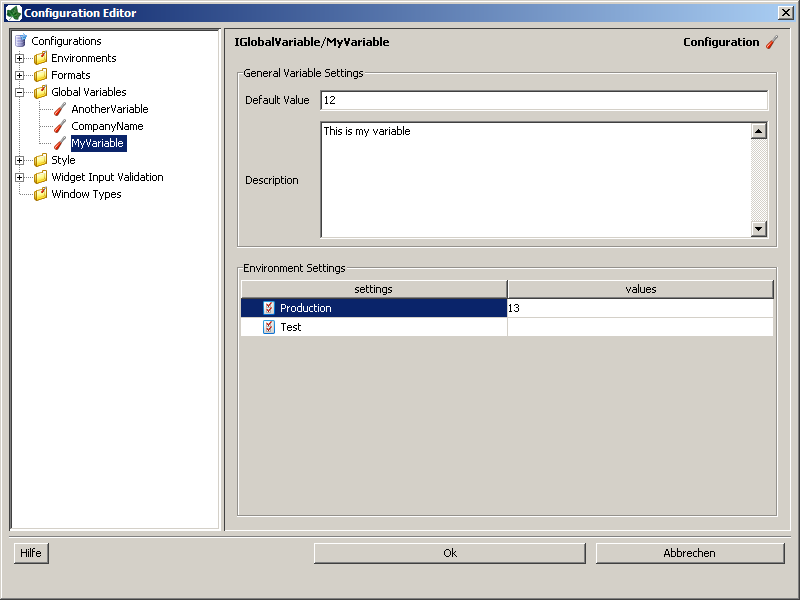 Configuration Editor
Configurations
Environments
Formats
Global Variables
AnotherVariable
CompanyName
MyVariable
Style
Widget Input Validation
Window Types
IGlobalVariable/MyVariable
Configuration
General Variable Settings
Default Value
12
Description
This is my variable
Environment Settings
settings values
Production 13
Test
Hilfe
Ok
Abbrechen